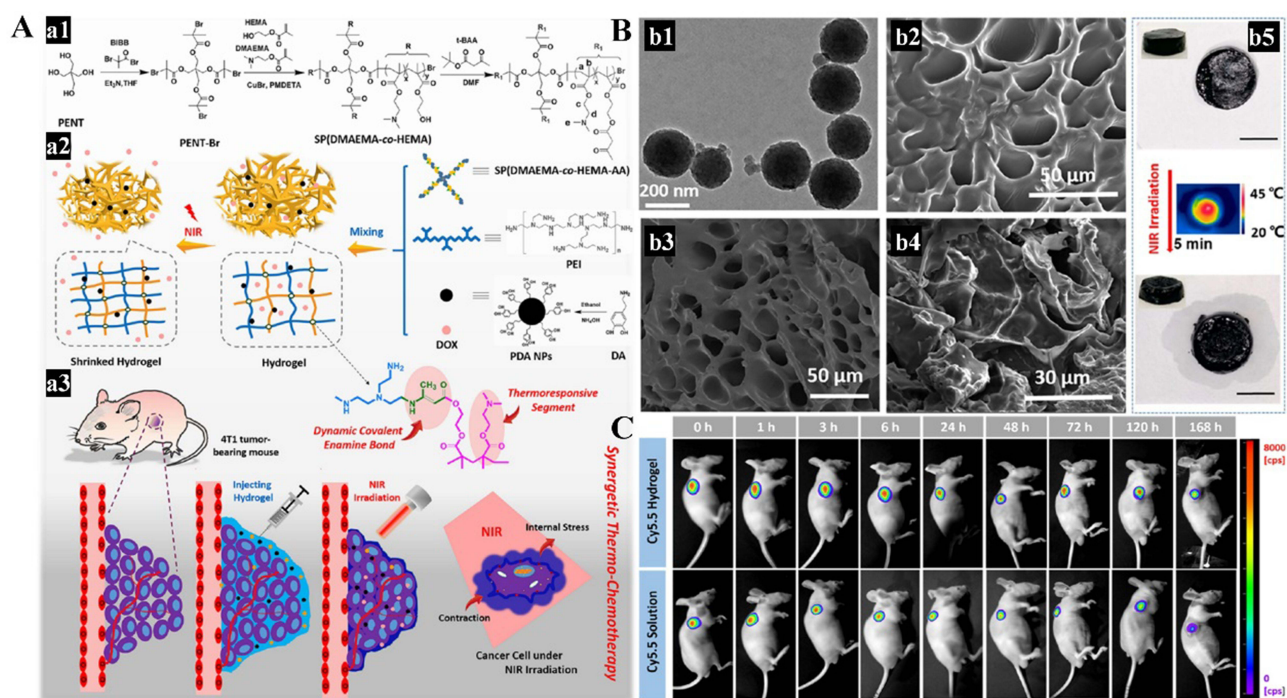 A
a1
BIBB
HEMA
DMAEMA
t-BAA
Et₃N,THF
CuBr, PMDETA
DMF
PENT
PENT-Br
SP(DMAEMA-co-HEMA)
a2
NIR
Mixing
SP(DMAEMA-co-HEMA-AA)
PEI
DOX
PDA NPs
Ethanol
NH₄OH
DA
Shrinked Hydrogel
Hydrogel
a3
Dynamic Covalent
Enamine Bond
Thermoresponsive
Segment
4T1 tumor-
bearing mouse
Injecting
Hydrogel
NIR
Irradiation
NIR
Internal Stress
Contraction
Cancer Cell under
NIR Irradiation
Synergetic Thermo-Chemotherapy
B
b1
200 nm
b2
50 μm
b3
50 μm
b4
30 μm
b5
NIR Irradiation
5 min
45 ℃
20 ℃
C
0 h 1 h 3 h 6 h 24 h 48 h 72 h 120 h 168 h
Cy5.5 Hydrogel
Cy5.5 Solution
8000
[cps]
0
[cps]